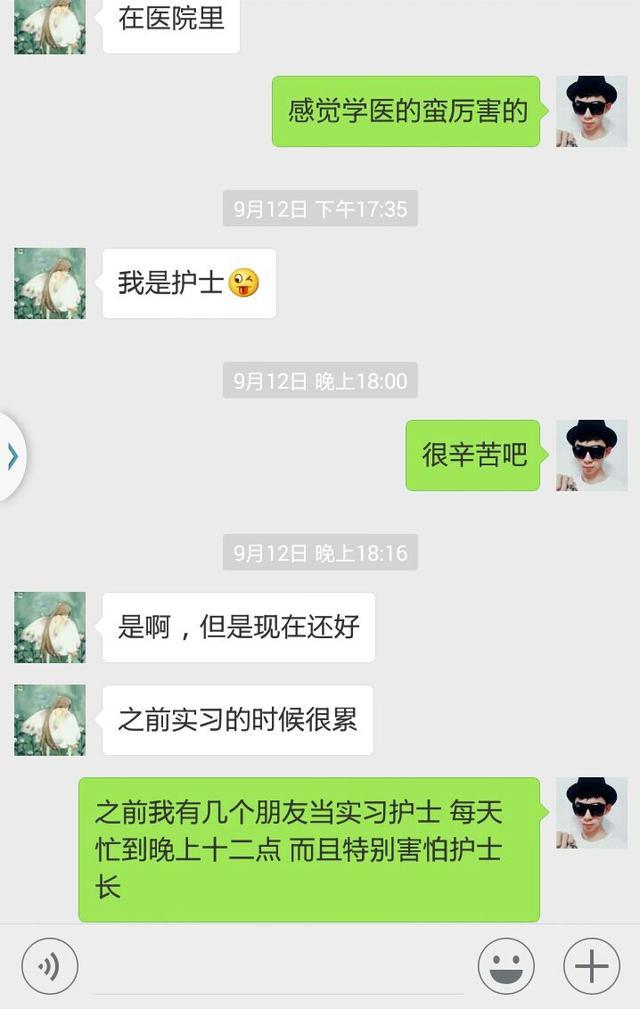 在医院里
感觉学医的蛮厉害的
9月12日 下午17:35
我是护士😜
9月12日 晚上18:00
很辛苦吧
9月12日 晚上18:16
是啊，但是现在还好
之前实习的时候很累
之前我有几个朋友当实习护士 每天
忙到晚上十二点 而且特别害怕护士
长